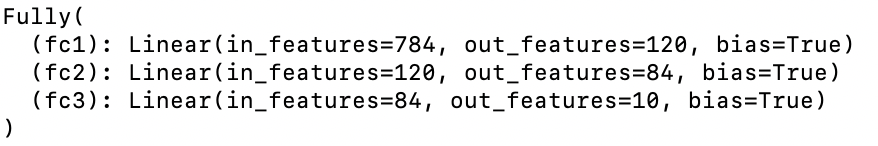 Fully(
  (fc1): Linear(in_features=784, out_features=120, bias=True)
  (fc2): Linear(in_features=120, out_features=84, bias=True)
  (fc3): Linear(in_features=84, out_features=10, bias=True)
)